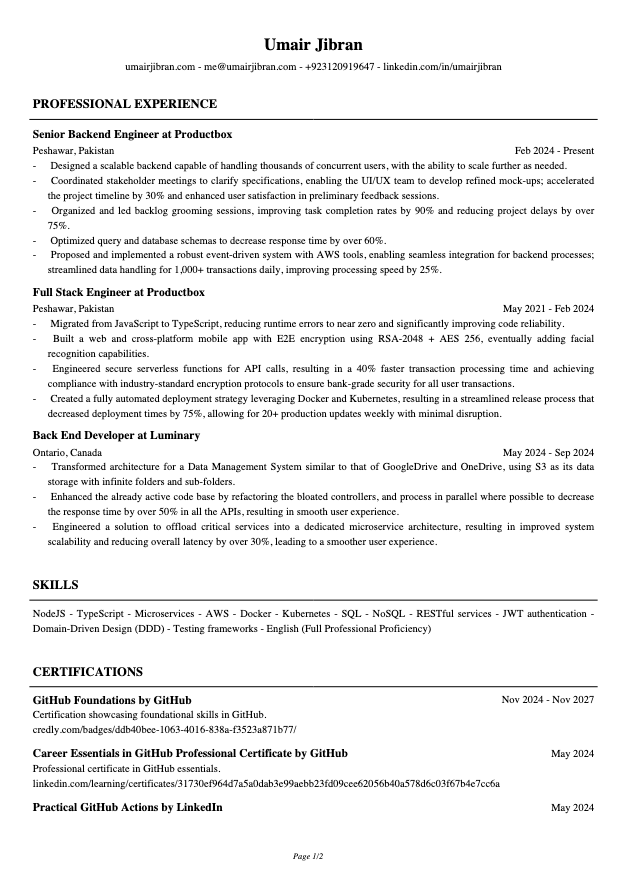 Umair Jibran
umairjibran.com - me@umairjibran.com - +923120919647 - linkedin.com/in/umairjibran
PROFESSIONAL EXPERIENCE
Senior Backend Engineer at Productbox
Peshawar, Pakistan Feb 2024 - Present
- Designed a scalable backend capable of handling thousands of concurrent users, with the ability to scale further as needed.
- Coordinated stakeholder meetings to clarify specifications, enabling the UI/UX team to develop refined mock-ups; accelerated
the project timeline by 30% and enhanced user satisfaction in preliminary feedback sessions.
- Organized and led backlog grooming sessions, improving task completion rates by 90% and reducing project delays by over
75%.
- Optimized query and database schemas to decrease response time by over 60%.
- Proposed and implemented a robust event-driven system with AWS tools, enabling seamless integration for backend processes;
streamlined data handling for 1,000+ transactions daily, improving processing speed by 25%.
Full Stack Engineer at Productbox
Peshawar, Pakistan May 2021 - Feb 2024
- Migrated from JavaScript to TypeScript, reducing runtime errors to near zero and significantly improving code reliability.
- Built a web and cross-platform mobile app with E2E encryption using RSA-2048 + AES 256, eventually adding facial
recognition capabilities.
- Engineered secure serverless functions for API calls, resulting in a 40% faster transaction processing time and achieving
compliance with industry-standard encryption protocols to ensure bank-grade security for all user transactions.
- Created a fully automated deployment strategy leveraging Docker and Kubernetes, resulting in a streamlined release process that
decreased deployment times by 75%, allowing for 20+ production updates weekly with minimal disruption.
Back End Developer at Luminary
Ontario, Canada May 2024 - Sep 2024
- Transformed architecture for a Data Management System similar to that of GoogleDrive and OneDrive, using S3 as its data
storage with infinite folders and sub-folders.
- Enhanced the already active code base by refactoring the bloated controllers, and process in parallel where possible to decrease
the response time by over 50% in all the APIs, resulting in smooth user experience.
- Engineered a solution to offload critical services into a dedicated microservice architecture, resulting in improved system
scalability and reducing overall latency by over 30%, leading to a smoother user experience.
SKILLS
NodeJS - TypeScript - Microservices - AWS - Docker - Kubernetes - SQL - NoSQL - RESTful services - JWT authentication -
Domain-Driven Design (DDD) - Testing frameworks - English (Full Professional Proficiency)
CERTIFICATIONS
GitHub Foundations by GitHub Nov 2024 - Nov 2027
Certification showcasing foundational skills in GitHub.
credly.com/badges/ddb40bee-1063-4016-838a-f3523a871b77/
Career Essentials in GitHub Professional Certificate by GitHub May 2024
Professional certificate in GitHub essentials.
linkedin.com/learning/certificates/31730ef964d7a5a0dab3e99aebb23fd09cee62056b40a578d6c03f67b4e7cc6a
Practical GitHub Actions by LinkedIn May 2024
Page 1/2